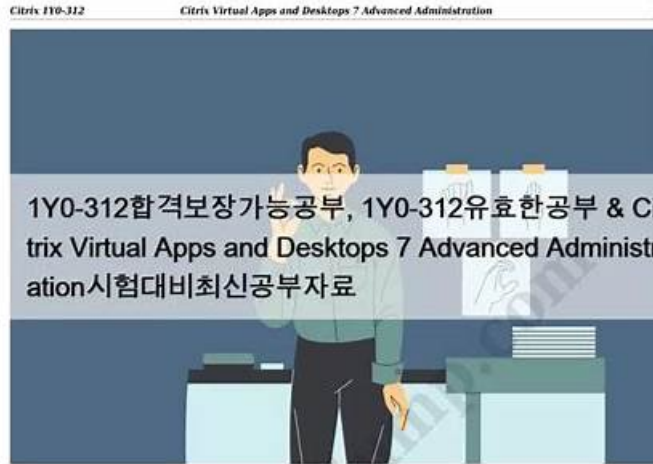 Citrix 1Y0-312 Citrix Virtual Apps and Desktops 7 Advanced Administration
1Y0-312합격보장가능공부, 1Y0-312유효한공부 & Ci
trix Virtual Apps and Desktops 7 Advanced Administr
ation시험대비최신공부자료